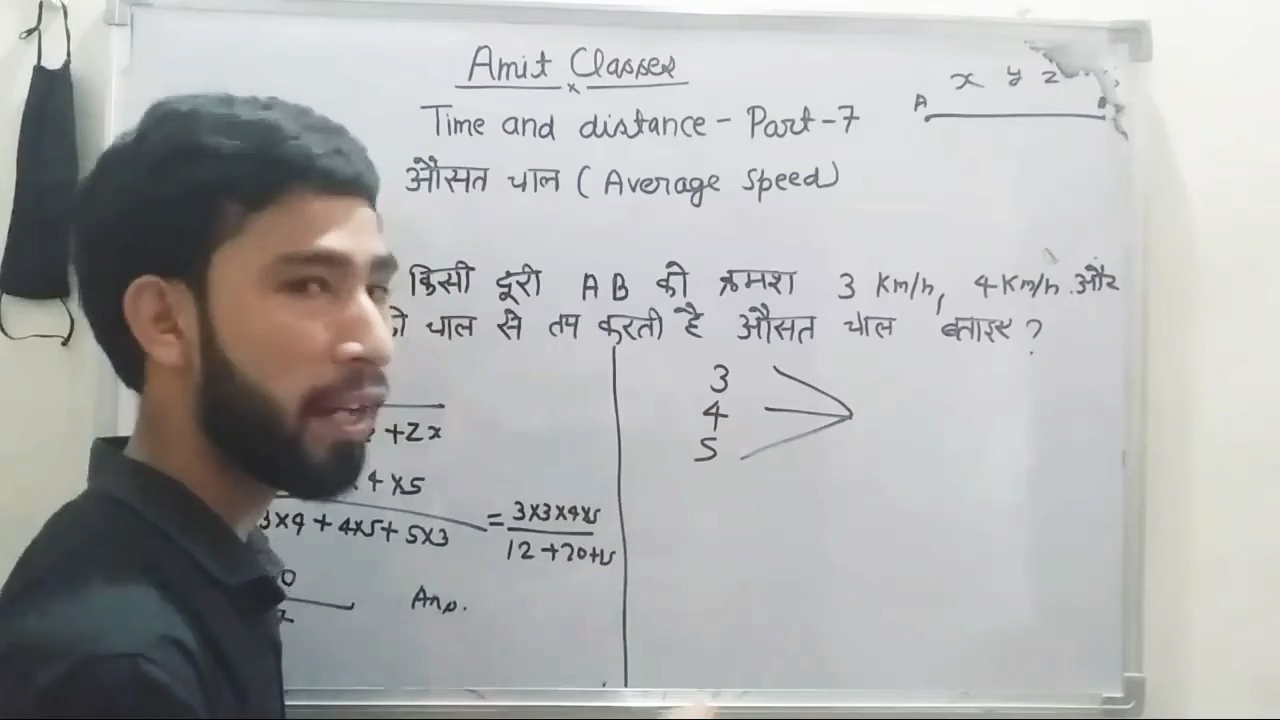 Amit Classes
x
Time and distance - Part-7
औसत चाल ( Average speed)
x y z
A
किसी दूरी AB को क्रमश 3 Km/h, 4 Km/h और
चाल से तय करती है औसत चाल बताइए ?
+ZX
4X5
3X4 + 4X5 + 5X3
= 3X3X4X5
12 + 20 + 15
Ans.
3
4
5